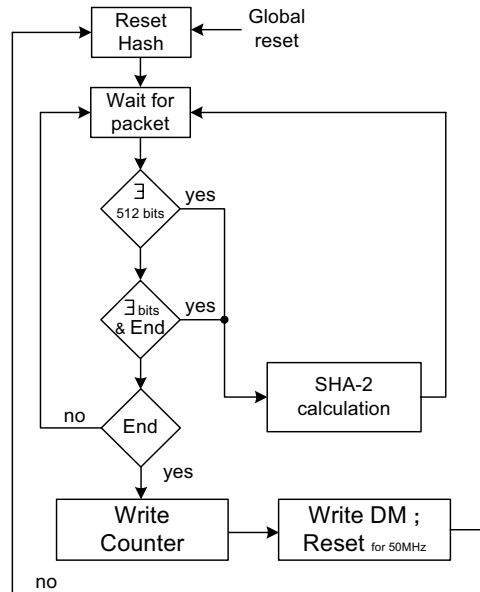 Reset
Hash
Global
reset
Wait for
packet
∃
512 bits
yes
∃ bits
& End
yes
SHA-2
calculation
no
End
yes
Write
Counter
Write DM ;
Reset for 50MHz
no